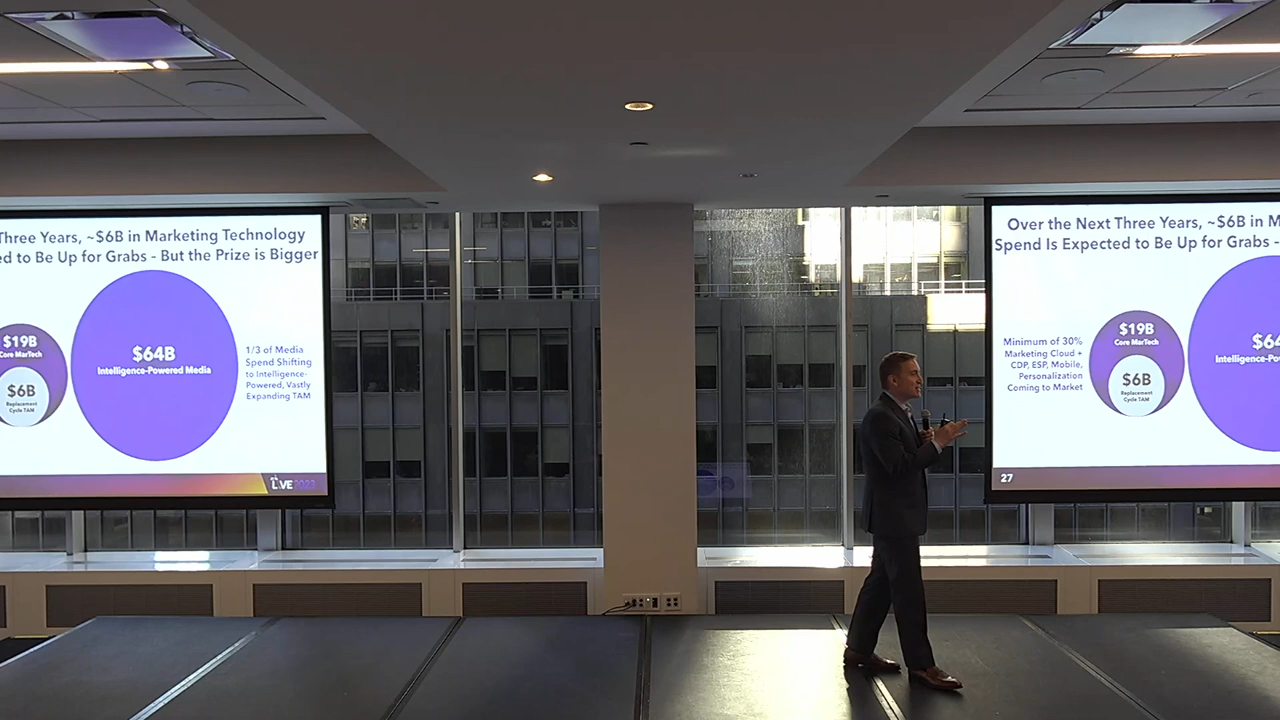 Three Years, ~$6B in Marketing Technology
to Be Up for Grabs - But the Prize is Bigger
$19B
Core MarTech
$6B
Replacement
Cycle TAM
$64B
Intelligence-Powered Media
1/3 of Media
Spend Shifting
to Intelligence-
Powered, Vastly
Expanding TAM
LIVE2023
Over the Next Three Years, ~$6B in M
Spend Is Expected to Be Up for Grabs -
Minimum of 30%
Marketing Cloud +
CDP, ESP, Mobile,
Personalization
Coming to Market
$19B
Core MarTech
$6B
Replacement
Cycle TAM
$64
Intelligence-Powe
27